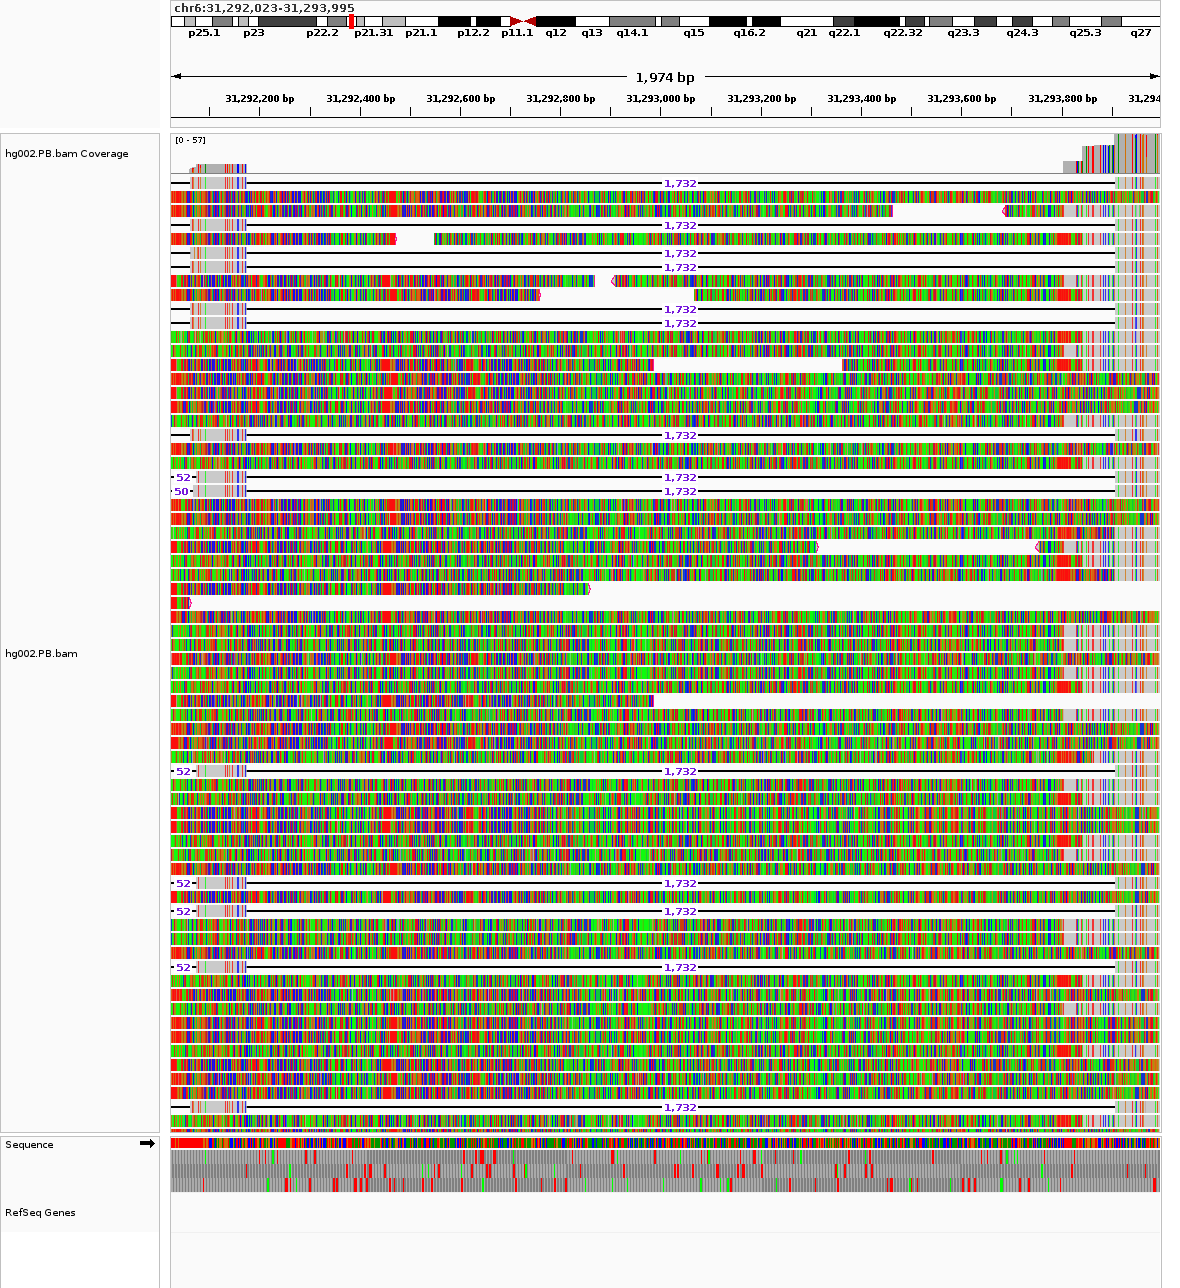 chr6:31,292,023-31,293,995
p25.1 p23 p22.2 p21.31 p21.1 p12.2 p11.1 q12 q13 q14.1 q15 q16.2 q21 q22.1 q22.32 q23.3 q24.3 q25.3 q27
1,974 bp
31,292,200 bp 31,292,400 bp 31,292,600 bp 31,292,800 bp 31,293,000 bp 31,293,200 bp 31,293,400 bp 31,293,600 bp 31,293,800 bp 31,294
[0 - 57]
hg002.PB.bam Coverage
1,732
1,732
1,732
1,732
1,732
1,732
1,732
52 1,732
50 1,732
hg002.PB.bam
52 1,732
52 1,732
52 1,732
52 1,732
1,732
Sequence
RefSeq Genes